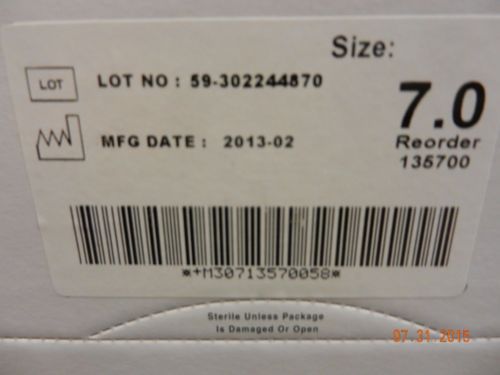 Size:
LOT LOT NO : 59-302244870
7.0
MFG DATE : 2013-02
Reorder
135700
*+M30713570058*
Sterile Unless Package
Is Damaged Or Open
07.31.2015